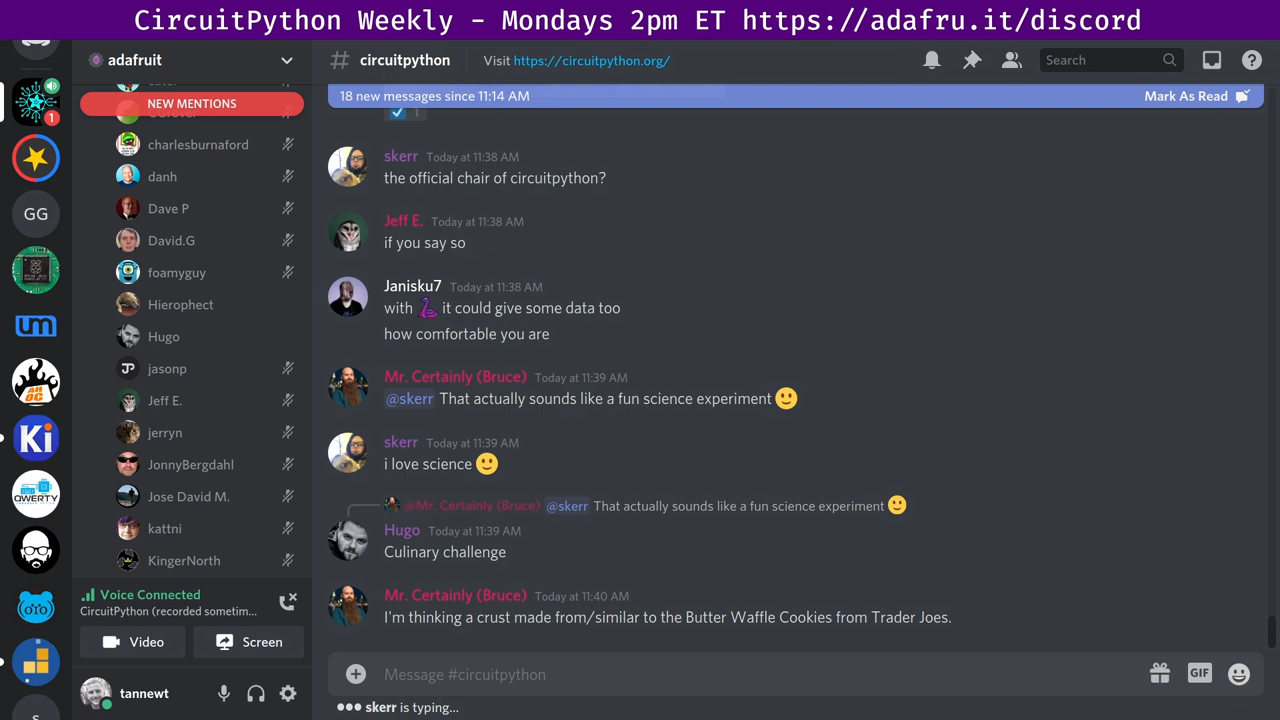 CircuitPython Weekly - Mondays 2pm ET https://adafru.it/discord
adafruit
# circuitpython
Visit https://circuitpython.org/
Search
NEW MENTIONS
1
GG
charlesburnaford
danh
Dave P
David.G
foamyguy
Hierophect
Hugo
JP
jasonp
Jeff E.
jerryn
JonnyBergdahl
Jose David M.
kattni
KingerNorth
Ki
QWERTY
Voice Connected
CircuitPython (recorded sometim...
Video
Screen
tannewt
18 new messages since 11:14 AM
Mark As Read
1
skerr Today at 11:38 AM
the official chair of circuitpython?
Jeff E. Today at 11:38 AM
if you say so
Janisku7 Today at 11:38 AM
with it could give some data too
how comfortable you are
Mr. Certainly (Bruce) Today at 11:39 AM
@skerr That actually sounds like a fun science experiment
skerr Today at 11:39 AM
i love science
@Mr. Certainly (Bruce) @skerr That actually sounds like a fun science experiment
Hugo Today at 11:39 AM
Culinary challenge
Mr. Certainly (Bruce) Today at 11:40 AM
I'm thinking a crust made from/similar to the Butter Waffle Cookies from Trader Joes.
Message #circuitpython
GIF
skerr is typing...